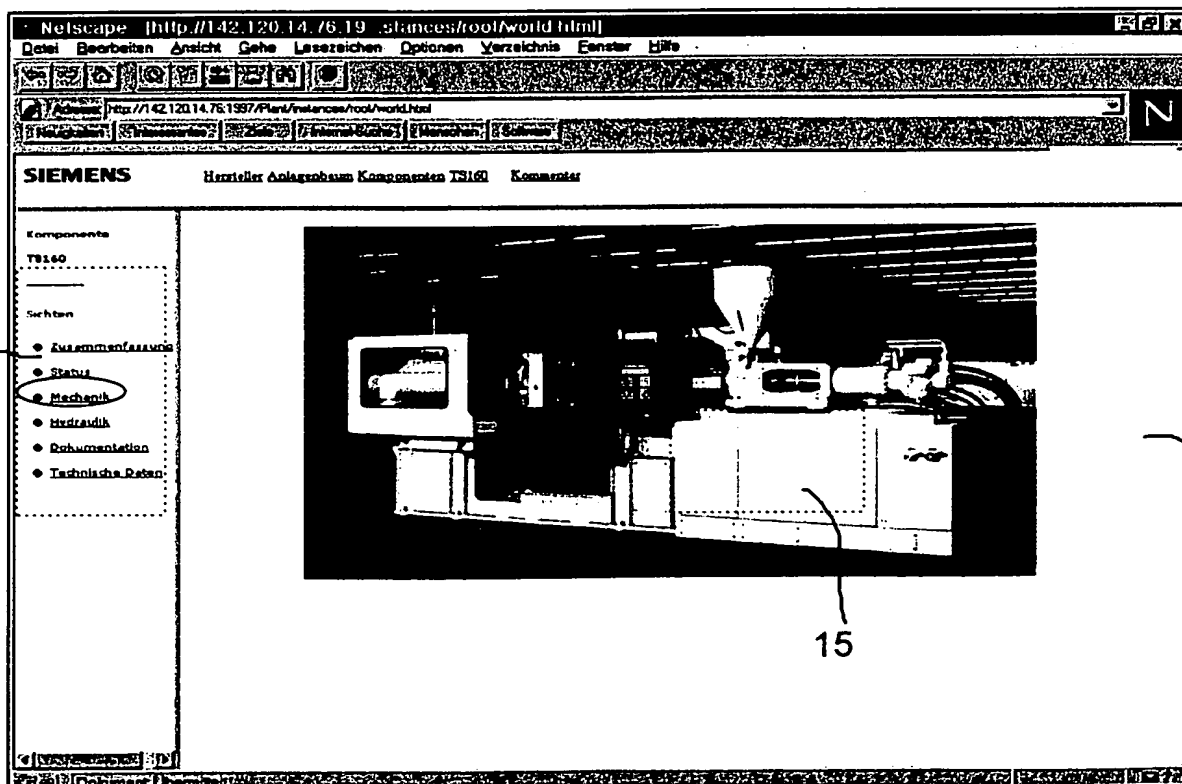 Netscape [http://142.120.14.76.19 .stances/root/world html]
Datei Bearbeiten Ansicht Gehe Lesezeichen Optionen Verzeichnis Fenster Hilfe
http://142.120.14.76:1997/Plant/instances/root/world.html
N
SIEMENS Hersteller Anlagenbaum Komponenten TS160 Kommentar
Komponente
TS160
Sichten
Zusammenfassung
Status
Mechanik
Hydraulik
Dokumentation
Technische Daten
15